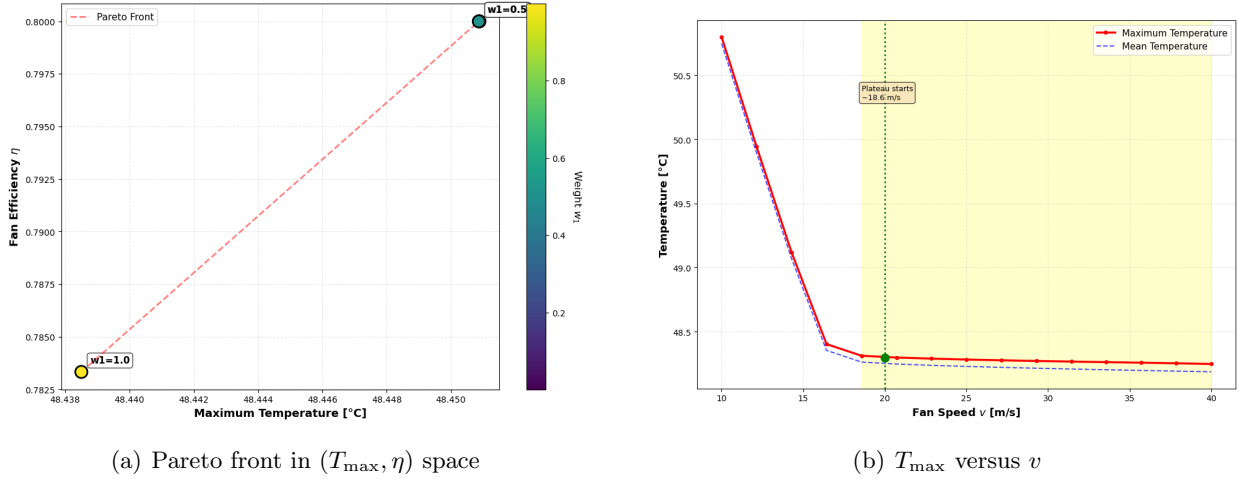 Pareto Front
w1=0.5
w1=1.0
Fan Efficiency η
0.8000
0.7975
0.7950
0.7925
0.7900
0.7875
0.7850
0.7825
48.438
48.440
48.442
48.444
48.446
48.448
48.450
Maximum Temperature [°C]
0.8
0.6
0.4
0.2
Weight w₁
(a) Pareto front in (Tmax, η) space
Maximum Temperature
Mean Temperature
Plateau starts
~18.6 m/s
Temperature [°C]
50.5
50.0
49.5
49.0
48.5
10
15
20
25
30
35
40
Fan Speed v [m/s]
(b) Tmax versus v